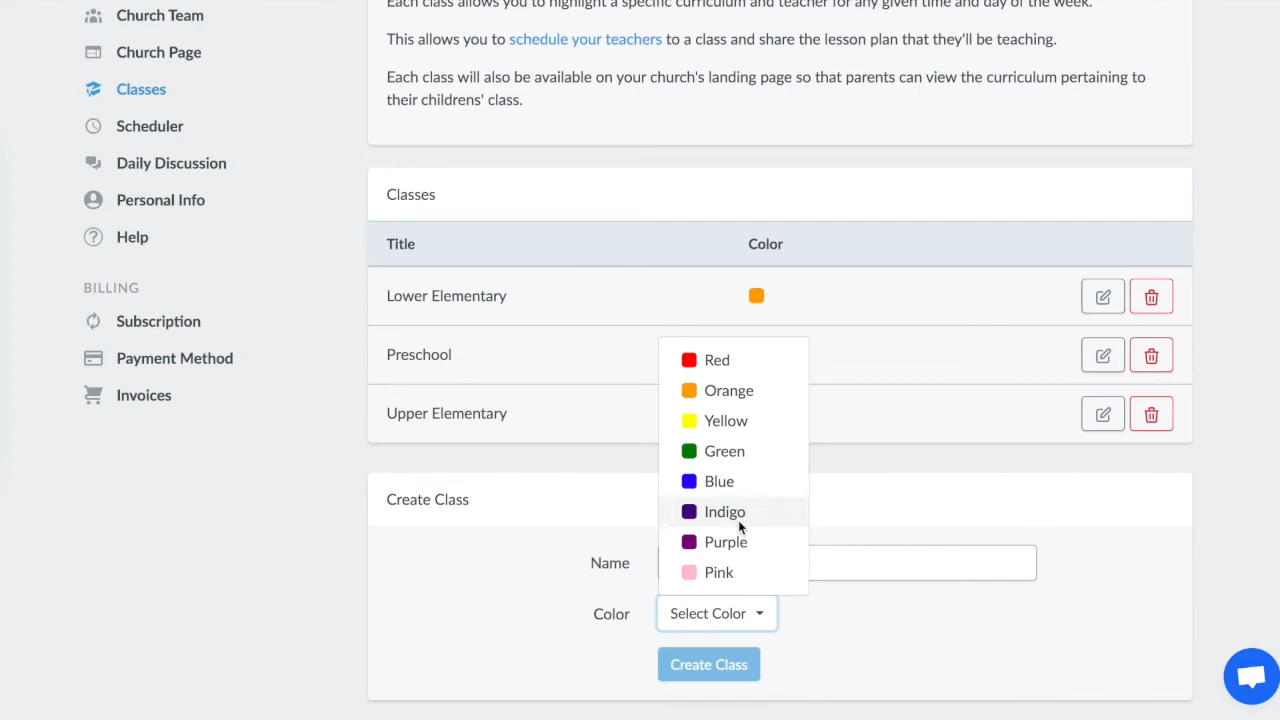 Church Team
Church Page
Classes
Scheduler
Daily Discussion
Personal Info
Help
BILLING
Subscription
Payment Method
Invoices
Each class allows you to highlight a specific curriculum and teacher for any given time and day of the week.
This allows you to schedule your teachers to a class and share the lesson plan that they'll be teaching.
Each class will also be available on your church's landing page so that parents can view the curriculum pertaining to
their childrens' class.
Classes
Title Color
Lower Elementary
Preschool
Upper Elementary
Create Class
Name
Red
Orange
Yellow
Green
Blue
Indigo
Purple
Pink
Color Select Color
Create Class